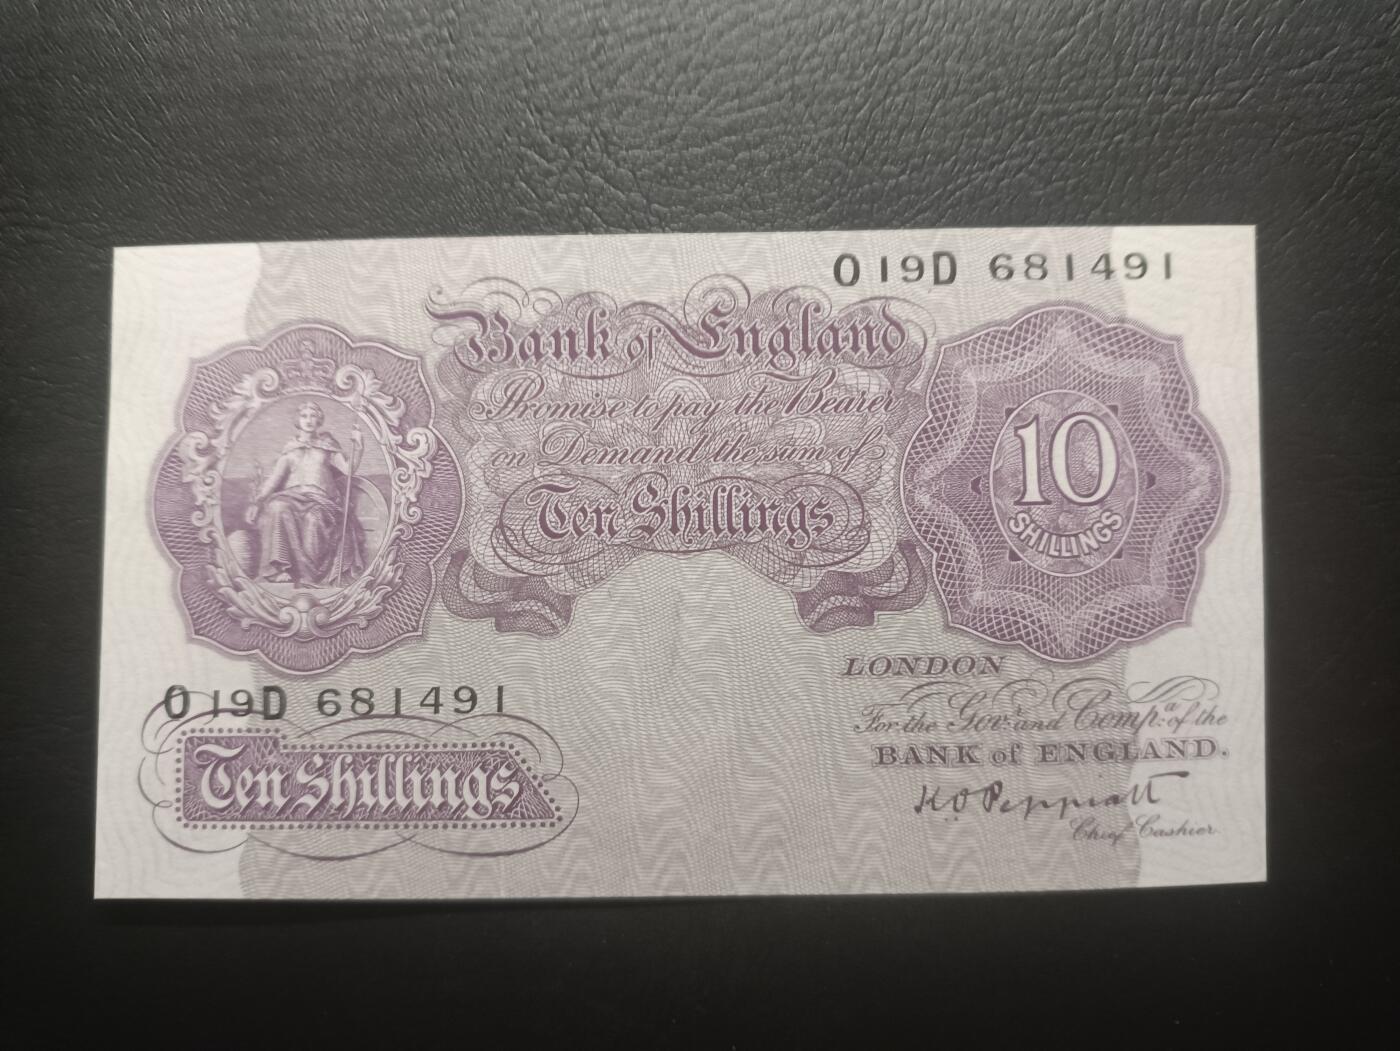 O19D 681491
Bank of England
Promise to pay the Bearer
on Demand the sum of
Ten Shillings
10
SHILLINGS
LONDON
For the Govr. and Compa. of the
BANK of ENGLAND.
K.O. Peppiatt
Chief Cashier.
O19D 681491
Ten Shillings